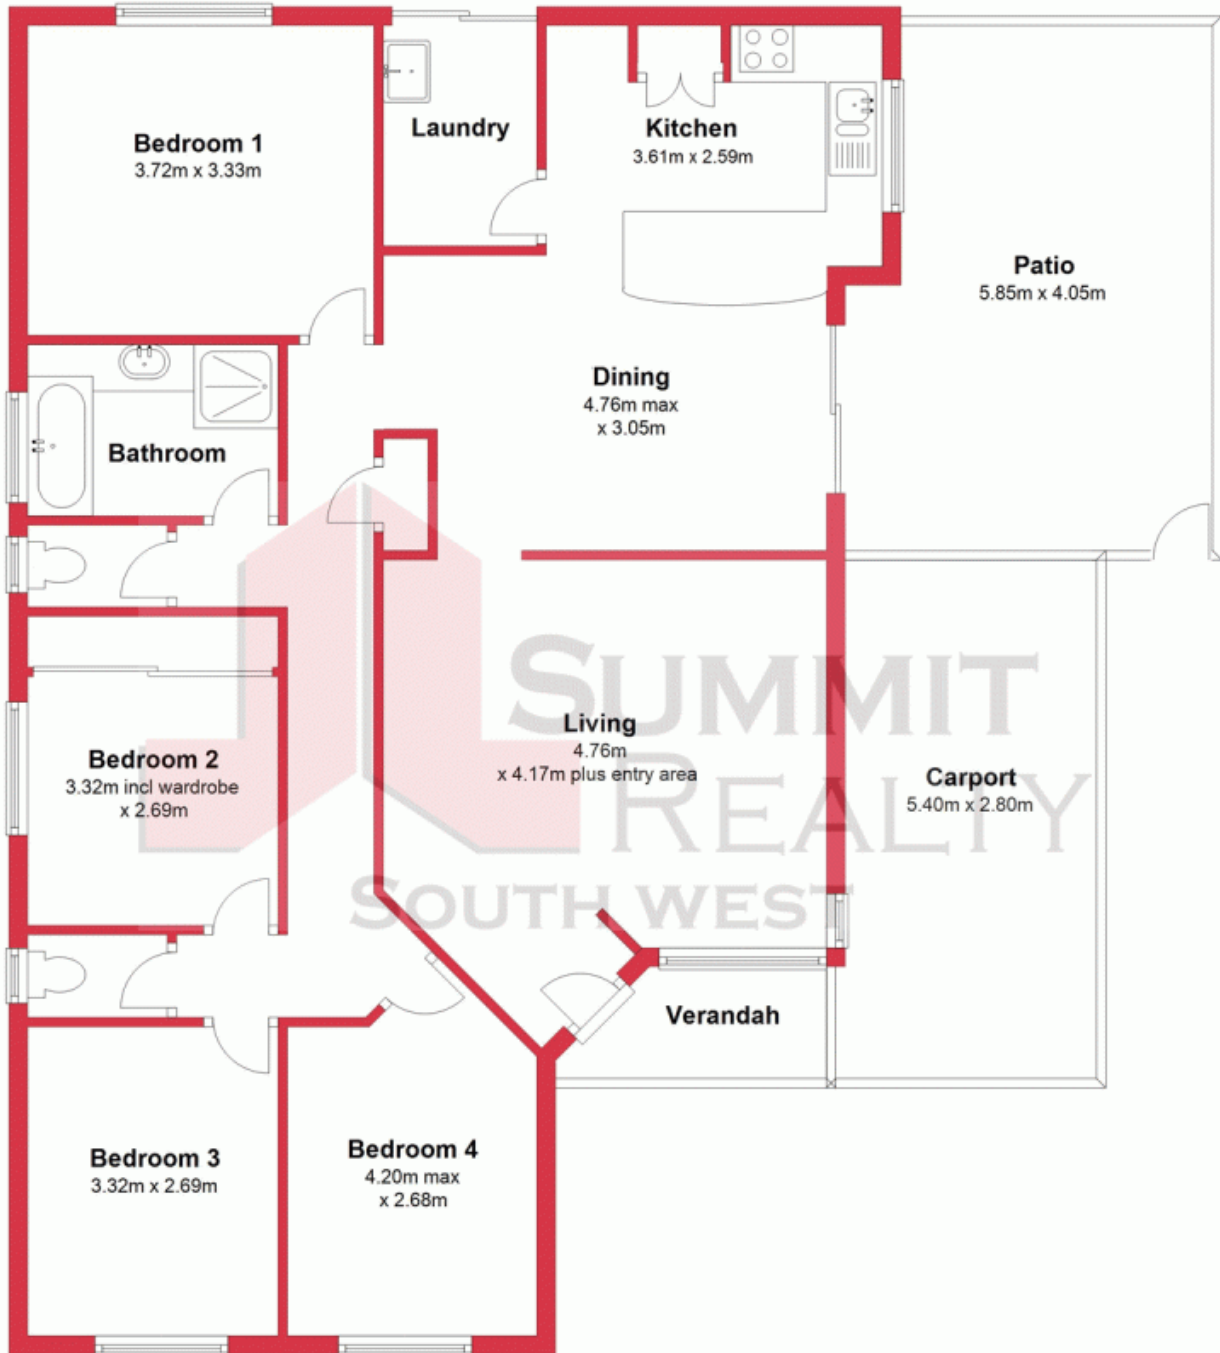 Bedroom 1
3.72m x 3.33m
Laundry
Kitchen
3.61m x 2.59m
Patio
5.85m x 4.05m
Dining
4.76m max
x 3.05m
Bathroom
Bedroom 2
3.32m incl wardrobe
x 2.69m
Living
4.76m
x 4.17m plus entry area
Carport
5.40m x 2.80m
SUMMIT
REALTY
SOUTH WEST
Verandah
Bedroom 3
3.32m x 2.69m
Bedroom 4
4.20m max
x 2.68m